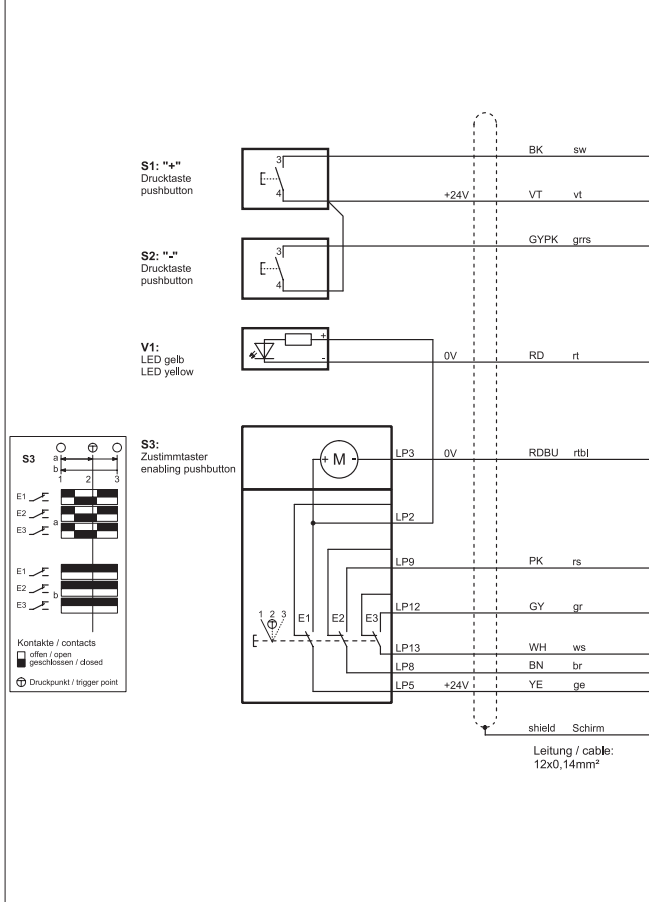 BK sw
S1: "+"
Drucktaste
pushbutton
3
4
+24V VT vt
GYPK grrs
S2: "-"
Drucktaste
pushbutton
3
4
V1:
LED gelb
LED yellow
+
-
0V RD rt
S3:
Zustimmtaster
enabling pushbutton
+ M -
LP3 0V RDBU rtbl
LP2
LP9 PK rs
LP12 GY gr
1 2 3
T
E1 E2 E3
LP13 WH ws
LP8 BN br
LP5 +24V YE ge
shield Schirm
Leitung / cable:
12x0,14mm²
T
S3 a
b
1 2 3
E1
E2
a
E3
E1
E2
b
E3
Kontakte / contacts
offen / open
geschlossen / closed
T Druckpunkt / trigger point